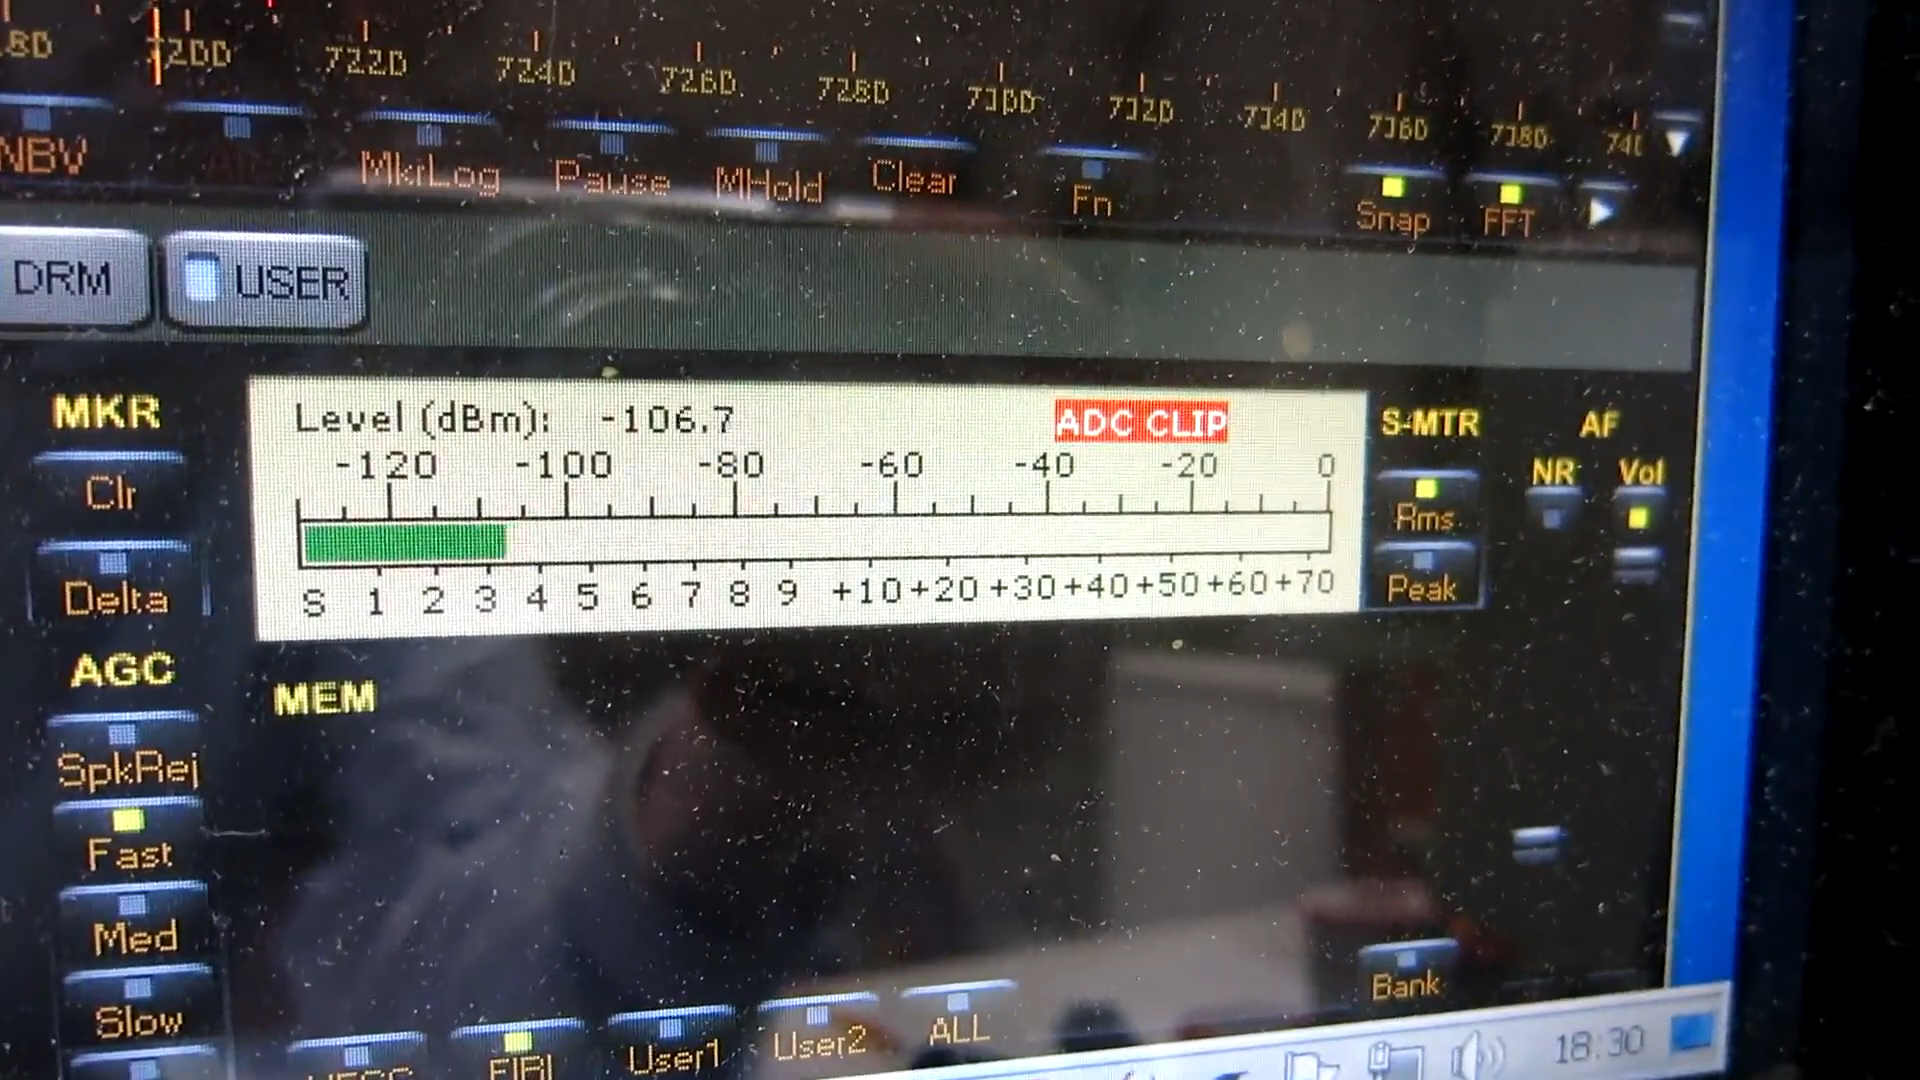 7200 7220 7240 7260 7280 7300 7320 7340 7360 7380
NBV MkrLog Pause MHold Clear Fn Snap FFT
DRM USER
MKR Level (dBm): -106.7 ADC CLIP S-MTR AF
-120 -100 -80 -60 -40 -20 0 NR Vol
Clr Rms
S 1 2 3 4 5 6 7 8 9 +10 +20 +30 +40 +50 +60 +70 Peak
Delta
AGC MEM
SpkRej
Fast
Med
Bank
Slow FIBI User1 User2 ALL
18:30